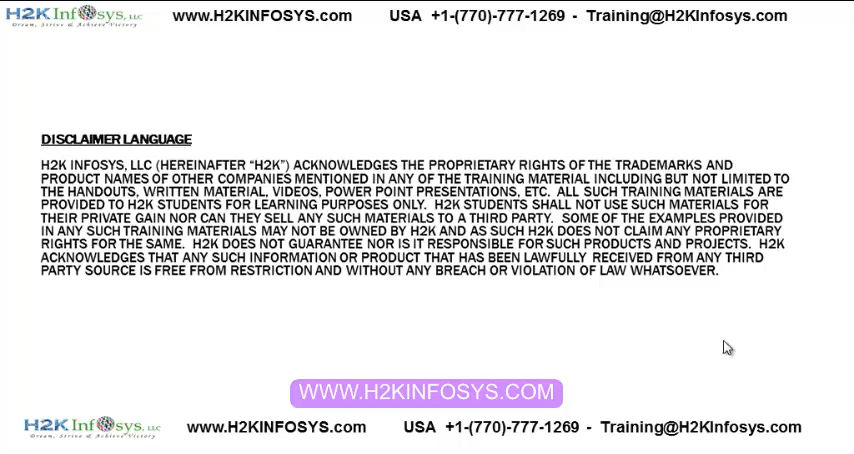 H2K Infosys, LLC
Dream, Strive & Achieve Victory
www.H2KINFOSYS.com USA +1-(770)-777-1269 - Training@H2KInfosys.com
DISCLAIMER LANGUAGE
H2K INFOSYS, LLC (HEREINAFTER “H2K”) ACKNOWLEDGES THE PROPRIETARY RIGHTS OF THE TRADEMARKS AND
PRODUCT NAMES OF OTHER COMPANIES MENTIONED IN ANY OF THE TRAINING MATERIAL INCLUDING BUT NOT LIMITED TO
THE HANDOUTS, WRITTEN MATERIAL, VIDEOS, POWER POINT PRESENTATIONS, ETC. ALL SUCH TRAINING MATERIALS ARE
PROVIDED TO H2K STUDENTS FOR LEARNING PURPOSES ONLY. H2K STUDENTS SHALL NOT USE SUCH MATERIALS FOR
THEIR PRIVATE GAIN NOR CAN THEY SELL ANY SUCH MATERIALS TO A THIRD PARTY. SOME OF THE EXAMPLES PROVIDED
IN ANY SUCH TRAINING MATERIALS MAY NOT BE OWNED BY H2K AND AS SUCH H2K DOES NOT CLAIM ANY PROPRIETARY
RIGHTS FOR THE SAME. H2K DOES NOT GUARANTEE NOR IS IT RESPONSIBLE FOR SUCH PRODUCTS AND PROJECTS. H2K
ACKNOWLEDGES THAT ANY SUCH INFORMATION OR PRODUCT THAT HAS BEEN LAWFULLY RECEIVED FROM ANY THIRD
PARTY SOURCE IS FREE FROM RESTRICTION AND WITHOUT ANY BREACH OR VIOLATION OF LAW WHATSOEVER.
WWW.H2KINFOSYS.COM
H2K Infosys, LLC
Dream, Strive & Achieve Victory
www.H2KINFOSYS.com USA +1-(770)-777-1269 - Training@H2KInfosys.com